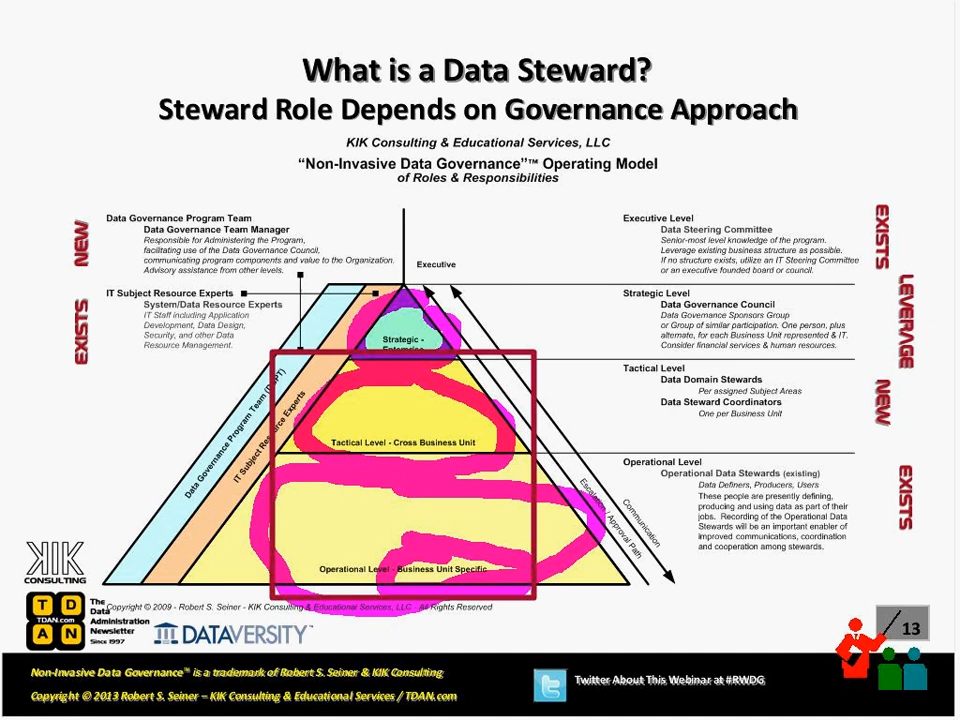 What is a Data Steward?
Steward Role Depends on Governance Approach
KIK Consulting & Educational Services, LLC
“Non-Invasive Data Governance”™ Operating Model
of Roles & Responsibilities
NEW
EXISTS
Data Governance Program Team
Data Governance Team Manager
Responsible for Administering the Program,
facilitating use of the Data Governance Council,
communicating program components and value to the Organization.
Advisory assistance from other levels.
IT Subject Resource Experts
System/Data Resource Experts
IT Staff including Application
Development, Data Design,
Security, and other Data
Resource Management.
Executive
Strategic -
Enterprise
Tactical Level - Cross Business Unit
Operational Level - Business Unit Specific
Data Governance Program Team (DGPT)
IT Subject Resource Experts
Escalation / Approval Path
Communication
Executive Level
Data Steering Committee
Senior-most level knowledge of the program.
Leverage existing business structure as possible.
If no structure exists, utilize an IT Steering Committee
or an executive founded board or council.
Strategic Level
Data Governance Council
Data Governance Sponsors Group
or Group of similar participation. One person, plus
alternate, for each Business Unit represented & IT.
Consider financial services & human resources.
Tactical Level
Data Domain Stewards
Per assigned Subject Areas
Data Steward Coordinators
One per Business Unit
Operational Level
Operational Data Stewards (existing)
Data Definers, Producers, Users
These people are presently defining,
producing and using data as part of their
jobs. Recording of the Operational Data
Stewards will be an important enabler of
improved communications, coordination
and cooperation among stewards.
EXISTS
LEVERAGE
NEW
EXISTS
KIK
CONSULTING
TDAN
TDAN.com
The
Data
Administration
Newsletter
Since 1997
Copyright © 2009 - Robert S. Seiner - KIK Consulting & Educational Services, LLC - All Rights Reserved
DATAVERSITY™
13
Non-Invasive Data Governance™ is a trademark of Robert S. Seiner & KIK Consulting
Copyright © 2013 Robert S. Seiner – KIK Consulting & Educational Services / TDAN.com
Twitter About This Webinar at #RWDG